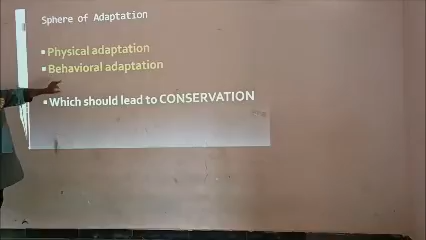 Sphere of Adaptation
▪ Physical adaptation
▪ Behavioral adaptation
▪ Which should lead to CONSERVATION